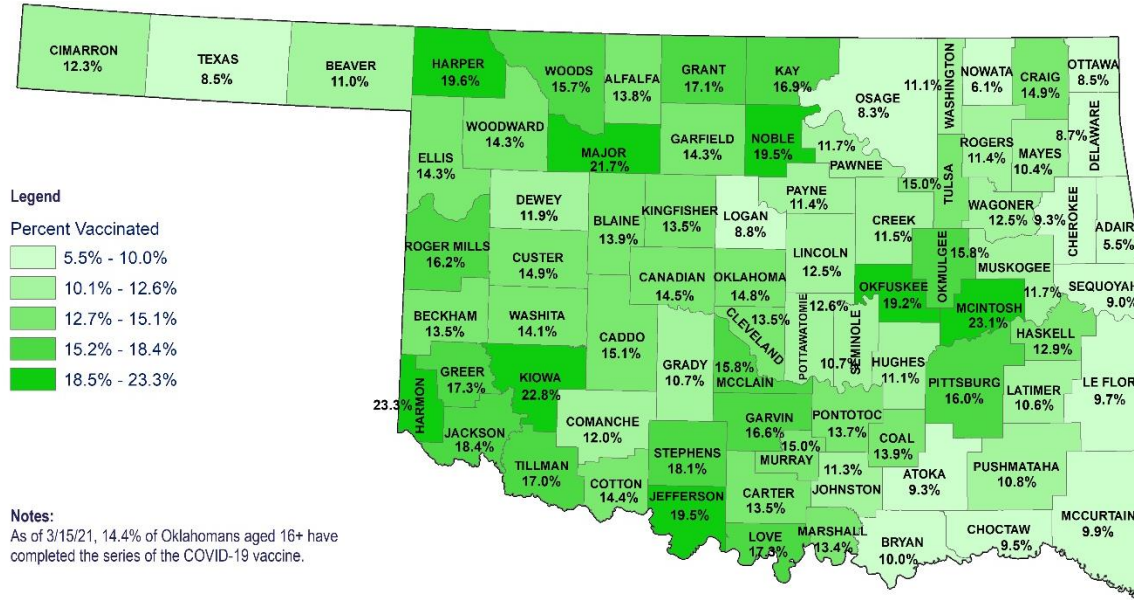 CIMARRON
12.3%
TEXAS
8.5%
BEAVER
11.0%
HARPER
19.6%
WOODS
15.7%
ALFALFA
13.8%
GRANT
17.1%
KAY
16.9%
OSAGE
8.3%
11.1%
WASHINGTON
NOWATA
6.1%
CRAIG
14.9%
OTTAWA
8.5%
WOODWARD
14.3%
MAJOR
21.7%
GARFIELD
14.3%
NOBLE
19.5%
11.7%
PAWNEE
ROGERS
11.4%
MAYES
10.4%
8.7%
DELAWARE
ELLIS
14.3%
DEWEY
11.9%
BLAINE
13.9%
KINGFISHER
13.5%
LOGAN
8.8%
PAYNE
11.4%
CREEK
11.5%
15.0%
TULSA
WAGONER
12.5%
9.3%
CHEROKEE
ADAIR
5.5%
Legend
Percent Vaccinated
5.5% - 10.0%
10.1% - 12.6%
12.7% - 15.1%
15.2% - 18.4%
18.5% - 23.3%
ROGER MILLS
16.2%
CUSTER
14.9%
CANADIAN
14.5%
OKLAHOMA
14.8%
LINCOLN
12.5%
OKFUSKEE
19.2%
OKMULGEE
15.8%
MUSKOGEE
11.7%
SEQUOYAH
9.0%
BECKHAM
13.5%
WASHITA
14.1%
CADDO
15.1%
GRADY
10.7%
13.5%
CLEVELAND
12.6%
POTTAWATOMIE
10.7%
SEMINOLE
HUGHES
11.1%
MCINTOSH
23.1%
HASKELL
12.9%
23.3%
HARMON
GREER
17.3%
KIOWA
22.8%
COMANCHE
12.0%
15.8%
MCCLAIN
PITTSBURG
16.0%
LATIMER
10.6%
LE FLOR
9.7%
JACKSON
18.4%
TILLMAN
17.0%
COTTON
14.4%
STEPHENS
18.1%
GARVIN
16.6%
15.0%
MURRAY
PONTOTOC
13.7%
COAL
13.9%
ATOKA
9.3%
PUSHMATAHA
10.8%
JEFFERSON
19.5%
CARTER
13.5%
11.3%
JOHNSTON
LOVE
17.3%
MARSHALL
13.4%
BRYAN
10.0%
CHOCTAW
9.5%
MCCURTAIN
9.9%
Notes:
As of 3/15/21, 14.4% of Oklahomans aged 16+ have
completed the series of the COVID-19 vaccine.